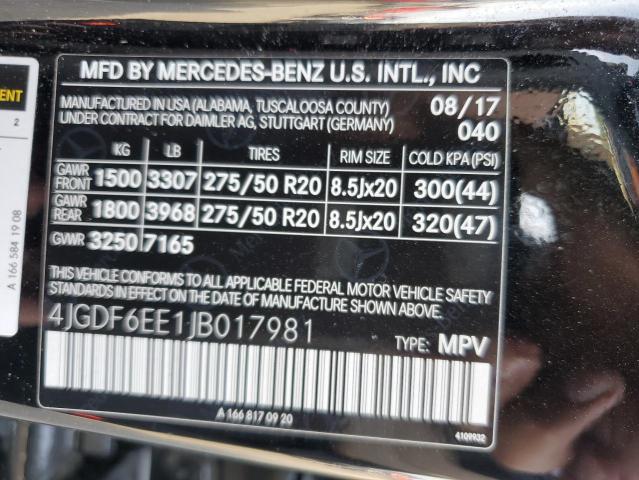 MFD BY MERCEDES-BENZ U.S. INTL., INC
MANUFACTURED IN USA (ALABAMA, TUSCALOOSA COUNTY) 08/17
UNDER CONTRACT FOR DAIMLER AG, STUTTGART (GERMANY) 040
KG LB TIRES RIM SIZE COLD KPA (PSI)
GAWR FRONT 1500 3307 275/50 R20 8.5Jx20 300(44)
GAWR REAR 1800 3968 275/50 R20 8.5Jx20 320(47)
GVWR 3250 7165
THIS VEHICLE CONFORMS TO ALL APPLICABLE FEDERAL MOTOR VEHICLE SAFETY
STANDARDS IN EFFECT ON THE DATE OF MANUFACTURE SHOWN ABOVE.
4JGDF6EE1JB017981 TYPE: MPV
A 166 817 09 20
4109932
2
A 166 584 19 08